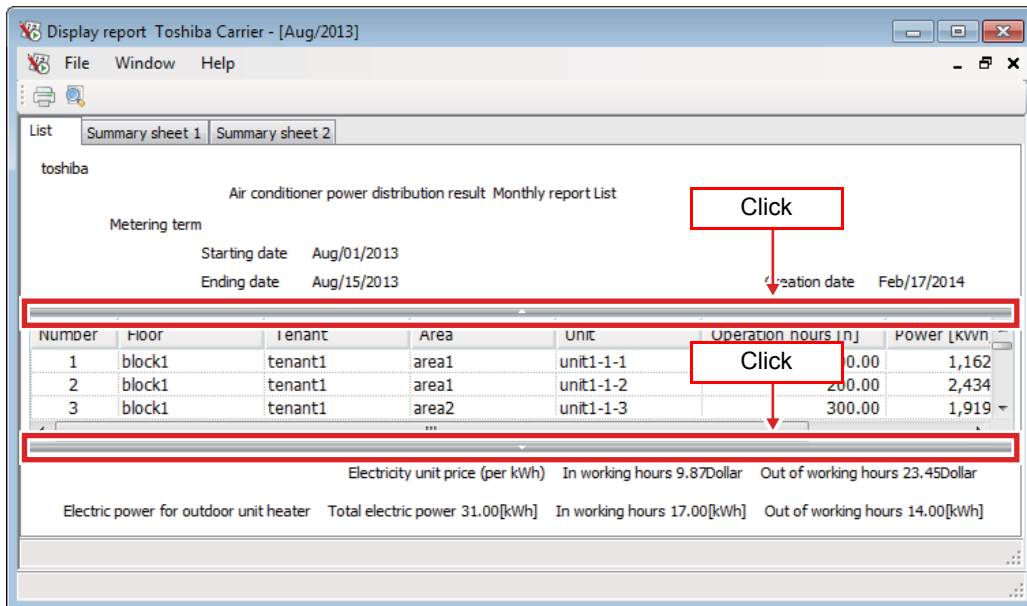 Display report Toshiba Carrier - [Aug/2013]
File Window Help
List Summary sheet 1 Summary sheet 2
toshiba
Air conditioner power distribution result Monthly report List
Click
Metering term
Starting date Aug/01/2013
Ending date Aug/15/2013 Creation date Feb/17/2014
Number Floor Tenant Area Unit Operation hours [h] Power [kWh
1 block1 tenant1 area1 unit1-1-1 00.00 1,162
Click
2 block1 tenant1 area1 unit1-1-2 200.00 2,434
3 block1 tenant1 area2 unit1-1-3 300.00 1,919
Electricity unit price (per kWh) In working hours 9.87Dollar Out of working hours 23.45Dollar
Electric power for outdoor unit heater Total electric power 31.00[kWh] In working hours 17.00[kWh] Out of working hours 14.00[kWh]